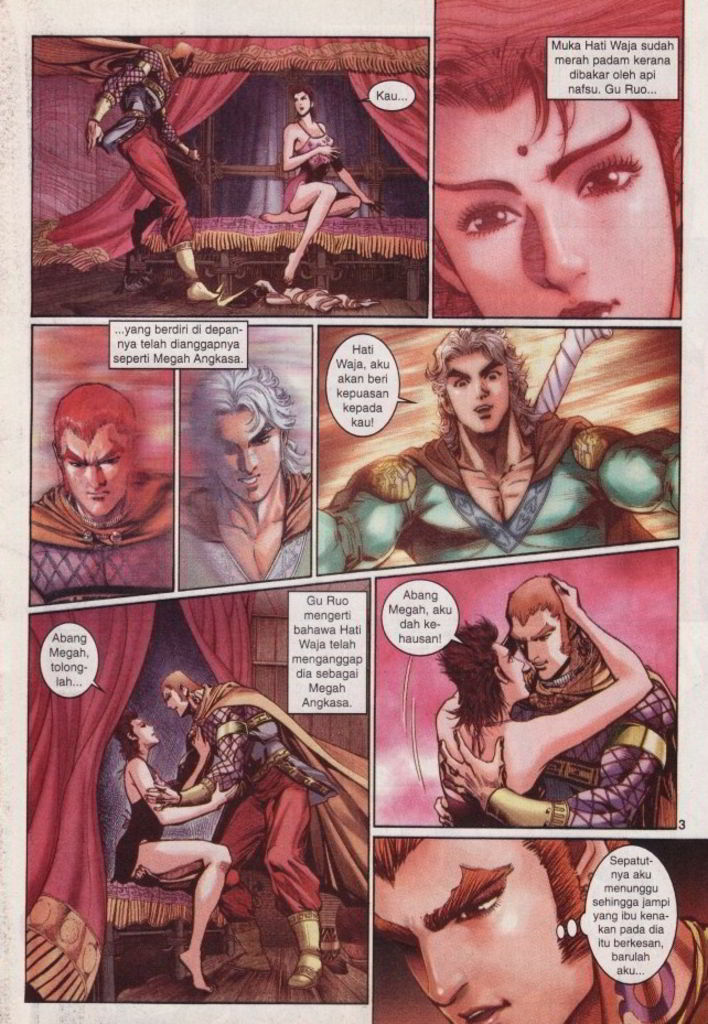 Kau...
Muka Hati Waja sudah
merah padam kerana
dibakar oleh api
nafsu. Gu Ruo...
...yang berdiri di depan-
nya telah dianggapnya
seperti Megah Angkasa.
Hati
Waja, aku
akan beri
kepuasan
kepada
kau!
Abang
Megah,
tolong-
lah...
Gu Ruo
mengerti
bahawa Hati
Waja telah
menganggap
dia sebagai
Megah
Angkasa.
Abang
Megah, aku
dah ke-
hausan!
3
Sepatut-
nya aku
menunggu
sehingga jampi
yang ibu kena-
kan pada dia
itu berkesan,
barulah
aku...